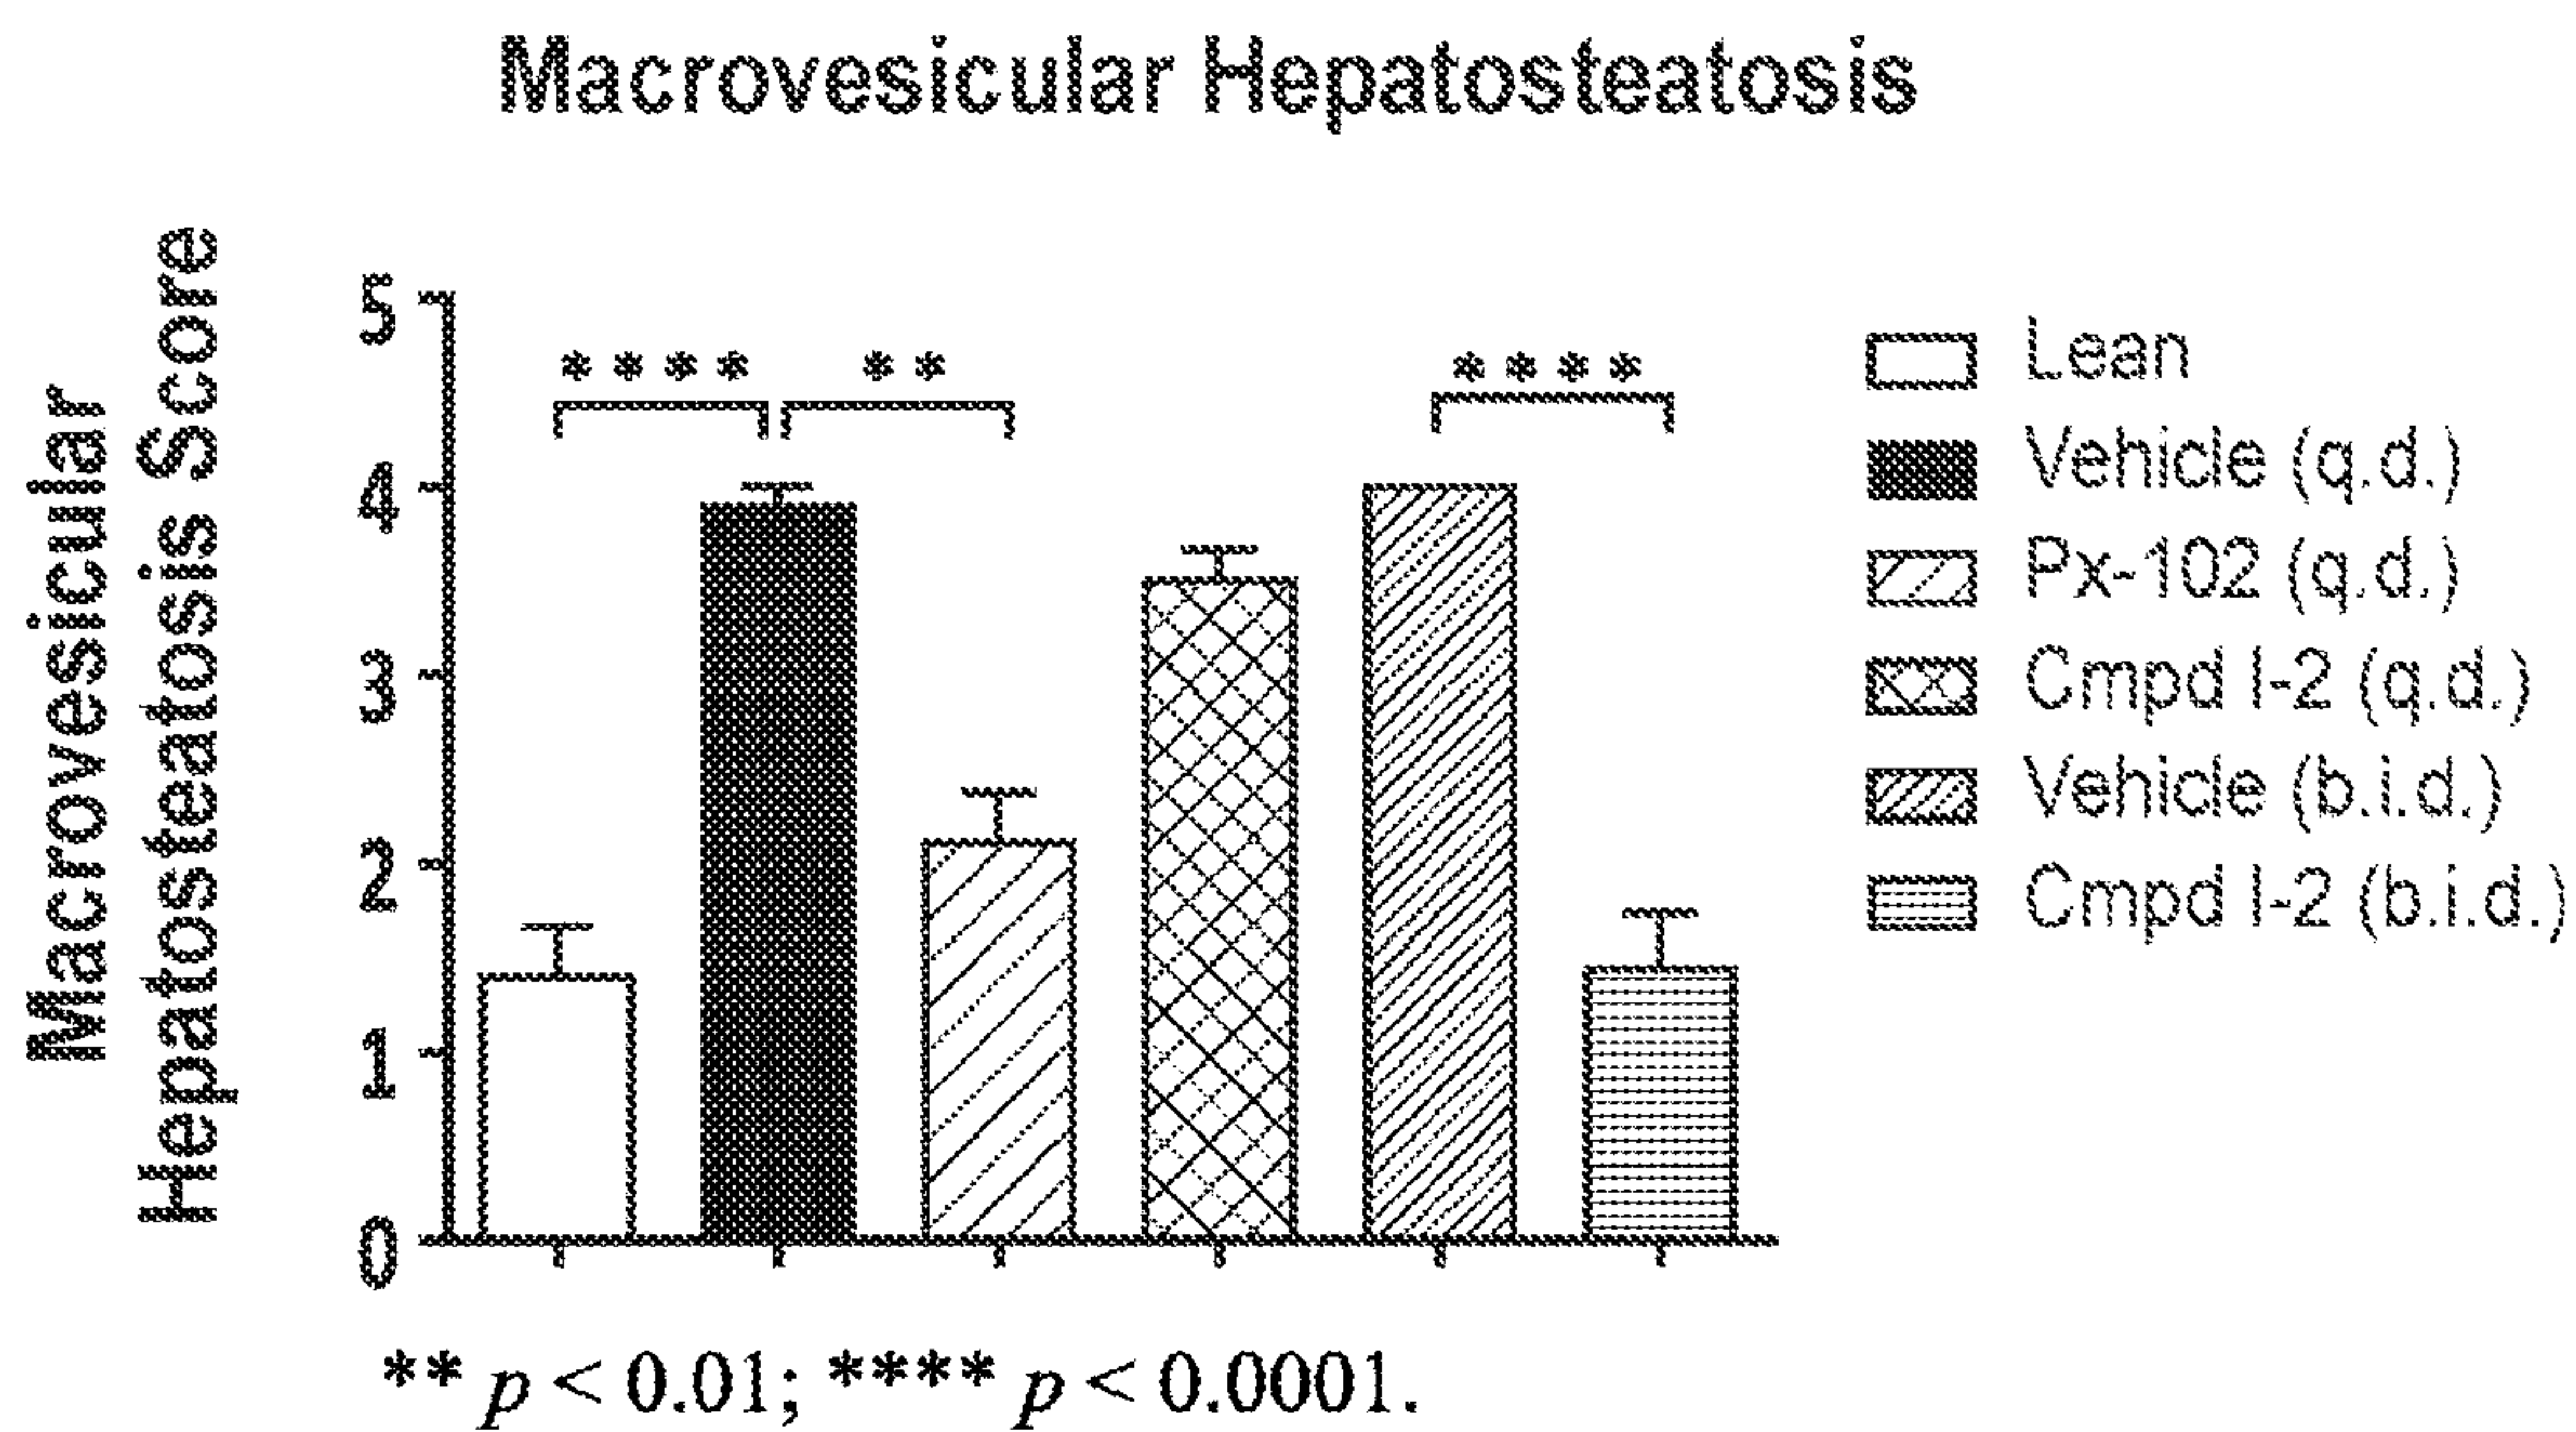 Macrovesicular Hepatosteatosis
Macrovesicular
Hepatosteatosis Score
5
4
3
2
1
0
**** ** ****
Lean
Vehicle (q.d.)
Px-102 (q.d.)
Cmpd I-2 (q.d.)
Vehicle (b.i.d.)
Cmpd I-2 (b.i.d.)
** p < 0.01; **** p < 0.0001.